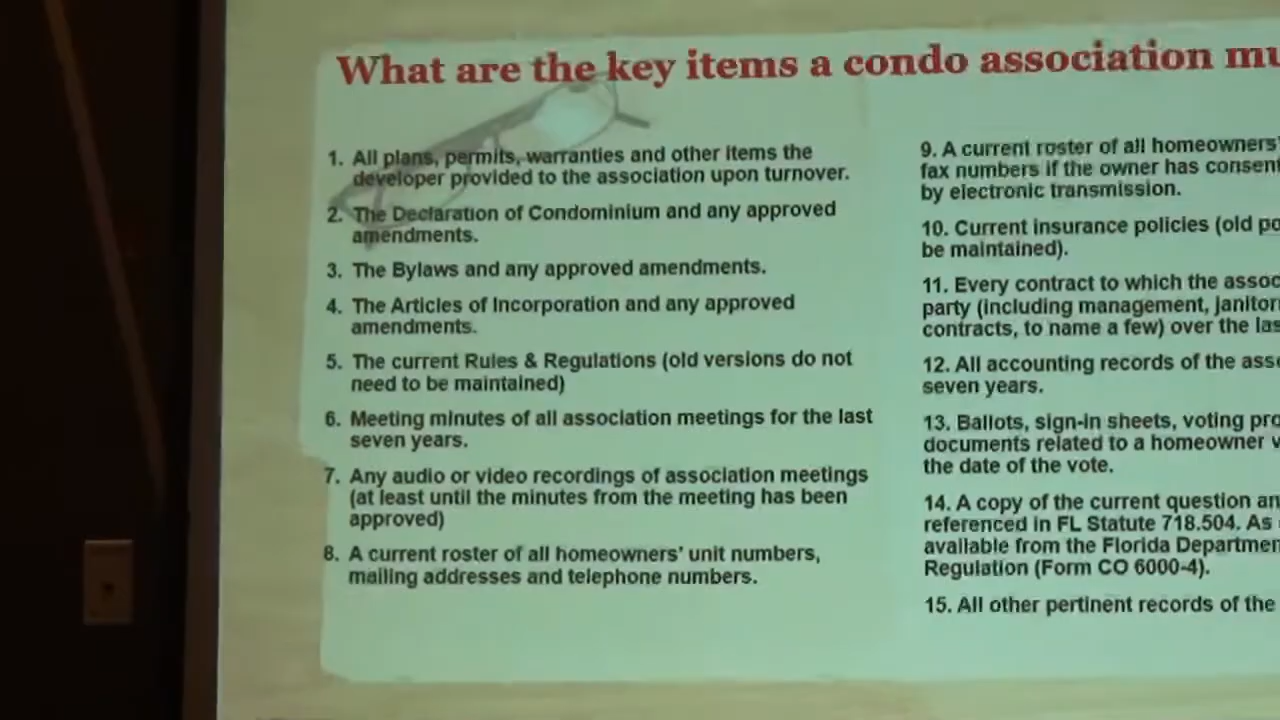 What are the key items a condo association
1. All plans, permits, warranties and other items the
developer provided to the association upon turnover.
2. The Declaration of Condominium and any approved
amendments.
3. The Bylaws and any approved amendments.
4. The Articles of Incorporation and any approved
amendments.
5. The current Rules & Regulations (old versions do not
need to be maintained)
6. Meeting minutes of all association meetings for the last
seven years.
7. Any audio or video recordings of association meetings
(at least until the minutes from the meeting has been
approved)
8. A current roster of all homeowners' unit numbers,
mailing addresses and telephone numbers.
9. A current roster of all homeowners'
fax numbers if the owner has
by electronic transmission.
10. Current insurance policies (old
be maintained).
11. Every contract to which the
party (including management,
contracts, to name a few) over the
12. All accounting records of the
seven years.
13. Ballots, sign-in sheets, voting
documents related to a homeowner
the date of the vote.
14. A copy of the current question
referenced in FL Statute 718.504. As
available from the Florida
Regulation (Form CO 6000-4).
15. All other pertinent records of the